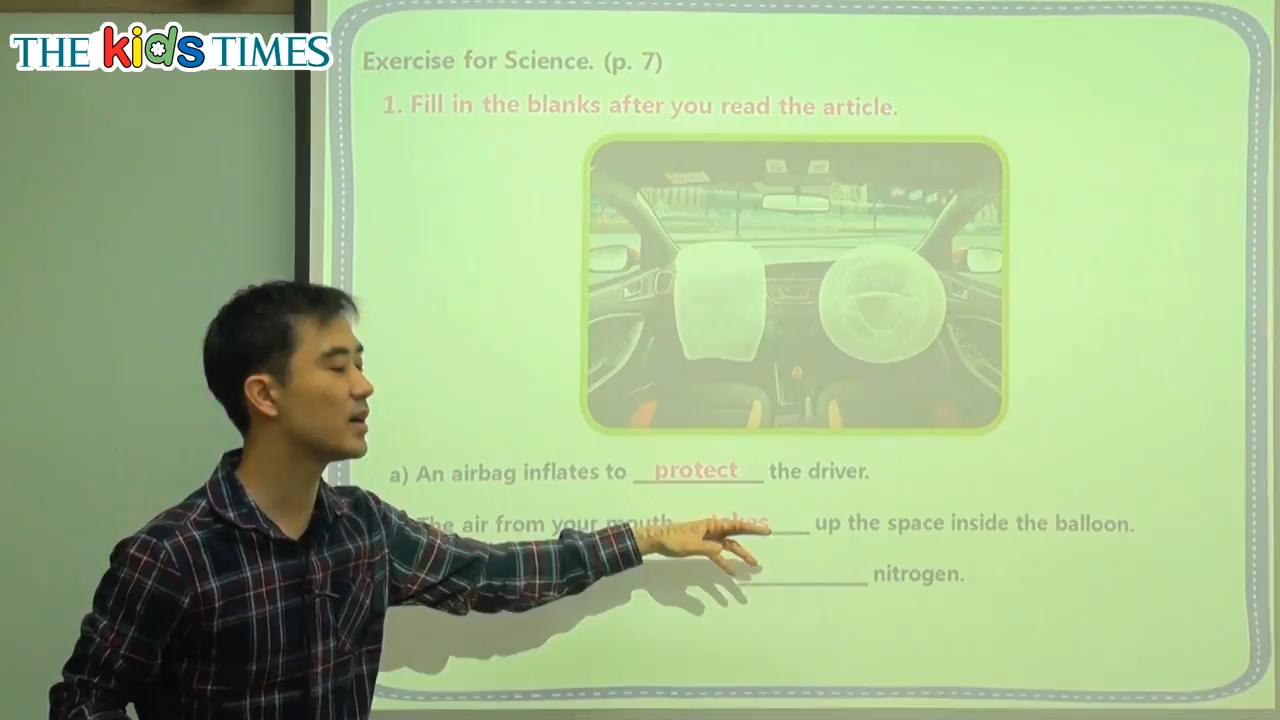 THE kids TIMES
Exercise for Science. (p. 7)
1. Fill in the blanks after you read the article.
a) An airbag inflates to protect the driver.
The air from your mouth takes up the space inside the balloon.
nitrogen.